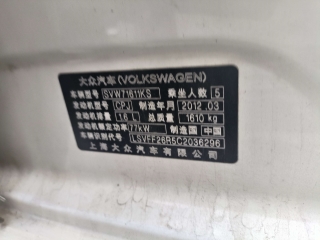 大众汽车(VOLKSWAGEN)
车辆型号 SVW71611KS 乘坐人数 5
发动机型号 CPJ 制造年月 2012.03
发动机排量 1.6 L 总质量 1610 kg
发动机额定功率 77kW 制造国 中国
车辆识别代号 LSVFF26R5C2036296
上海大众汽车有限公司